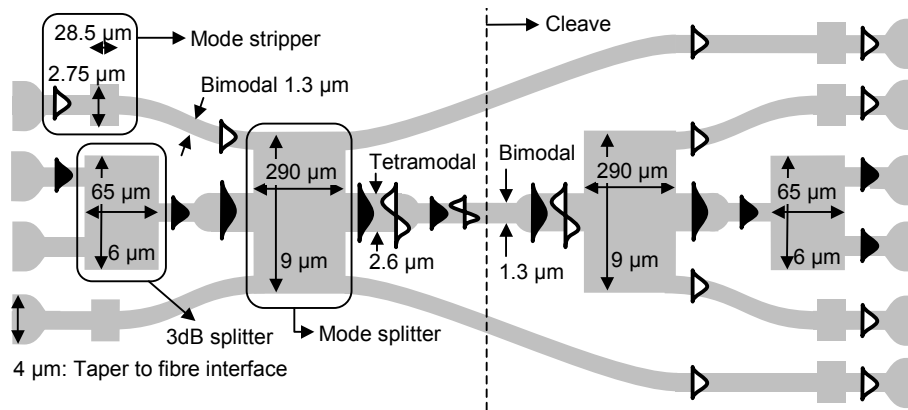 28.5 µm
Mode stripper
Cleave
2.75 µm
Bimodal 1.3 µm
Tetramodal
Bimodal
290 µm
290 µm
65 µm
65 µm
6 µm
9 µm
2.6 µm
1.3 µm
9 µm
6 µm
3dB splitter
Mode splitter
4 µm: Taper to fibre interface